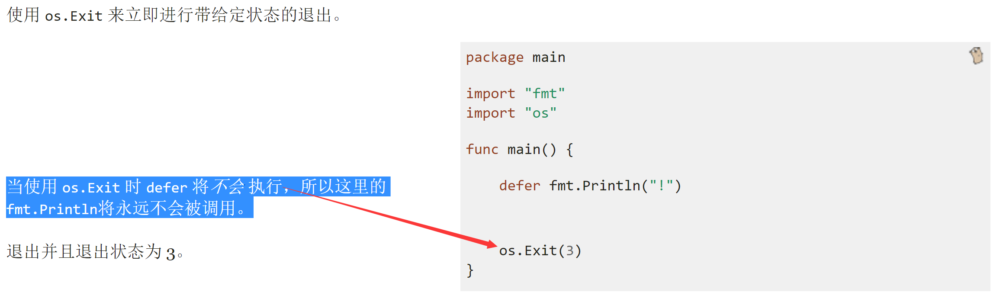 使用 os.Exit 来立即进行带给定状态的退出。
package main
import "fmt"
import "os"
func main() {
当使用 os.Exit 时 defer 将不会 执行， 所以这里的
fmt.Println将永远不会被调用。
defer fmt.Println("!")
退出并且退出状态为 3。
os.Exit(3)
}